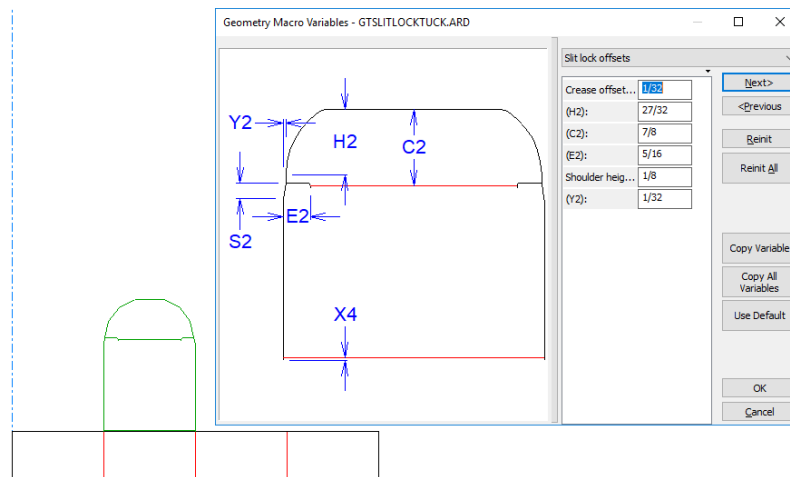 Geometry Macro Variables - GTSLITLOCKTUCK.ARD
Slit lock offsets
Crease offset... 1/32
(H2): 27/32
(C2): 7/8
(E2): 5/16
Shoulder heig... 1/8
(Y2): 1/32
Next>
<Previous
Reinit
Reinit All
Copy Variable
Copy All
Variables
Use Default
OK
Cancel
Y2
H2
C2
E2
S2
X4